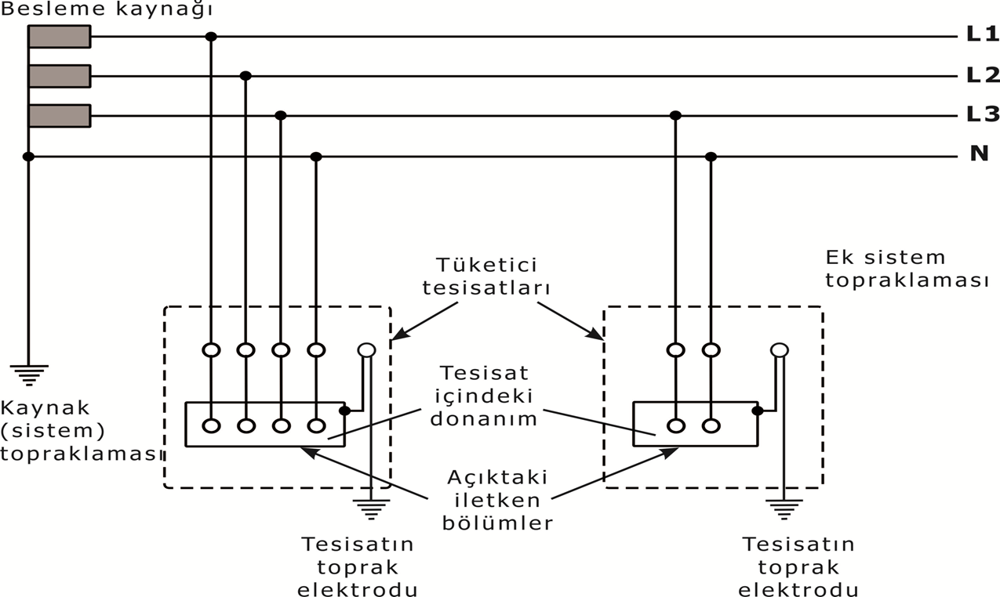 Besleme kaynağı
L1
L2
L3
N
Tüketici
tesisatları
Ek sistem
topraklaması
Tesisat
içindeki
donanım
Kaynak
(sistem)
topraklaması
Açıktaki
iletken
bölümler
Tesisatın
toprak
elektrodu
Tesisatın
toprak
elektrodu